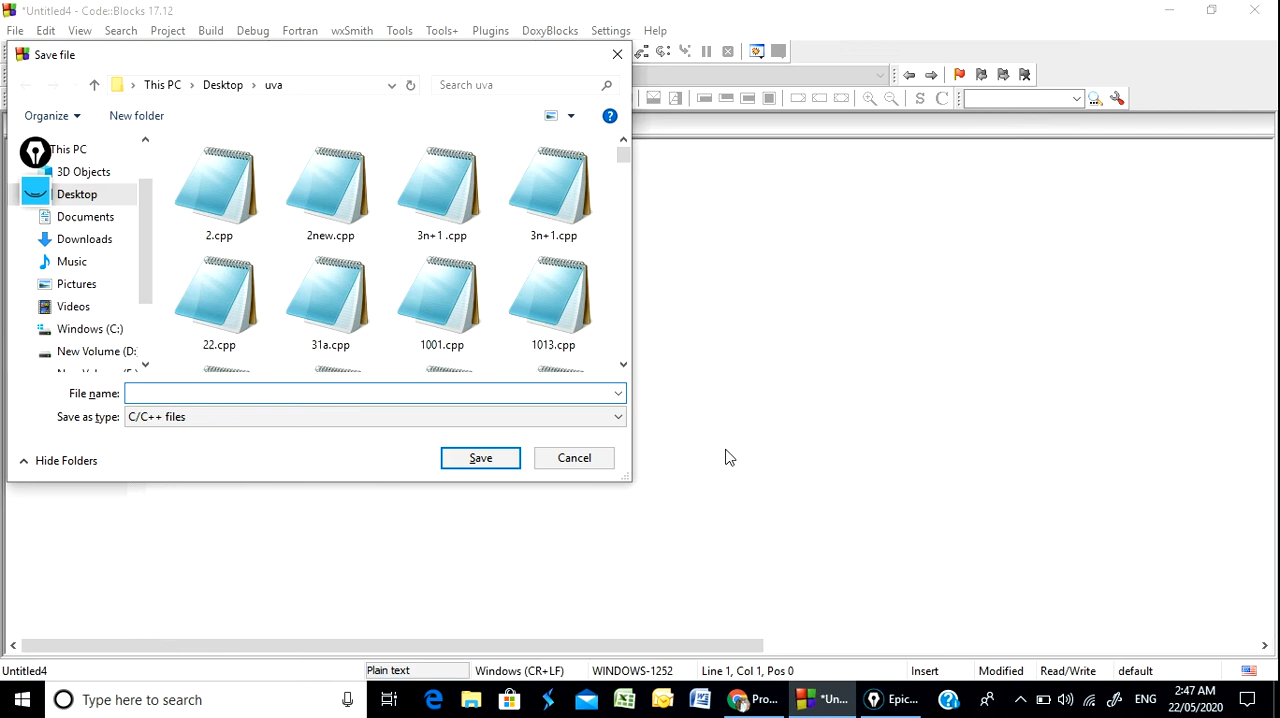 *Untitled4 - Code::Blocks 17.12
File Edit View Search Project Build Debug Fortran wxSmith Tools Tools+ Plugins DoxyBlocks Settings Help
Save file
This PC > Desktop > uva
Search uva
Organize
New folder
This PC
3D Objects
Desktop
Documents
Downloads
Music
Pictures
Videos
Windows (C:)
New Volume (D:
2.cpp 2new.cpp 3n+1 .cpp 3n+1.cpp
22.cpp 31a.cpp 1001.cpp 1013.cpp
File name:
Save as type: C/C++ files
Hide Folders
Save Cancel
S C
Untitled4 Plain text Windows (CR+LF) WINDOWS-1252 Line 1, Col 1, Pos 0 Insert Modified Read/Write default
Type here to search
Pro... *Un... Epic...
ENG
2:47 AM
22/05/2020